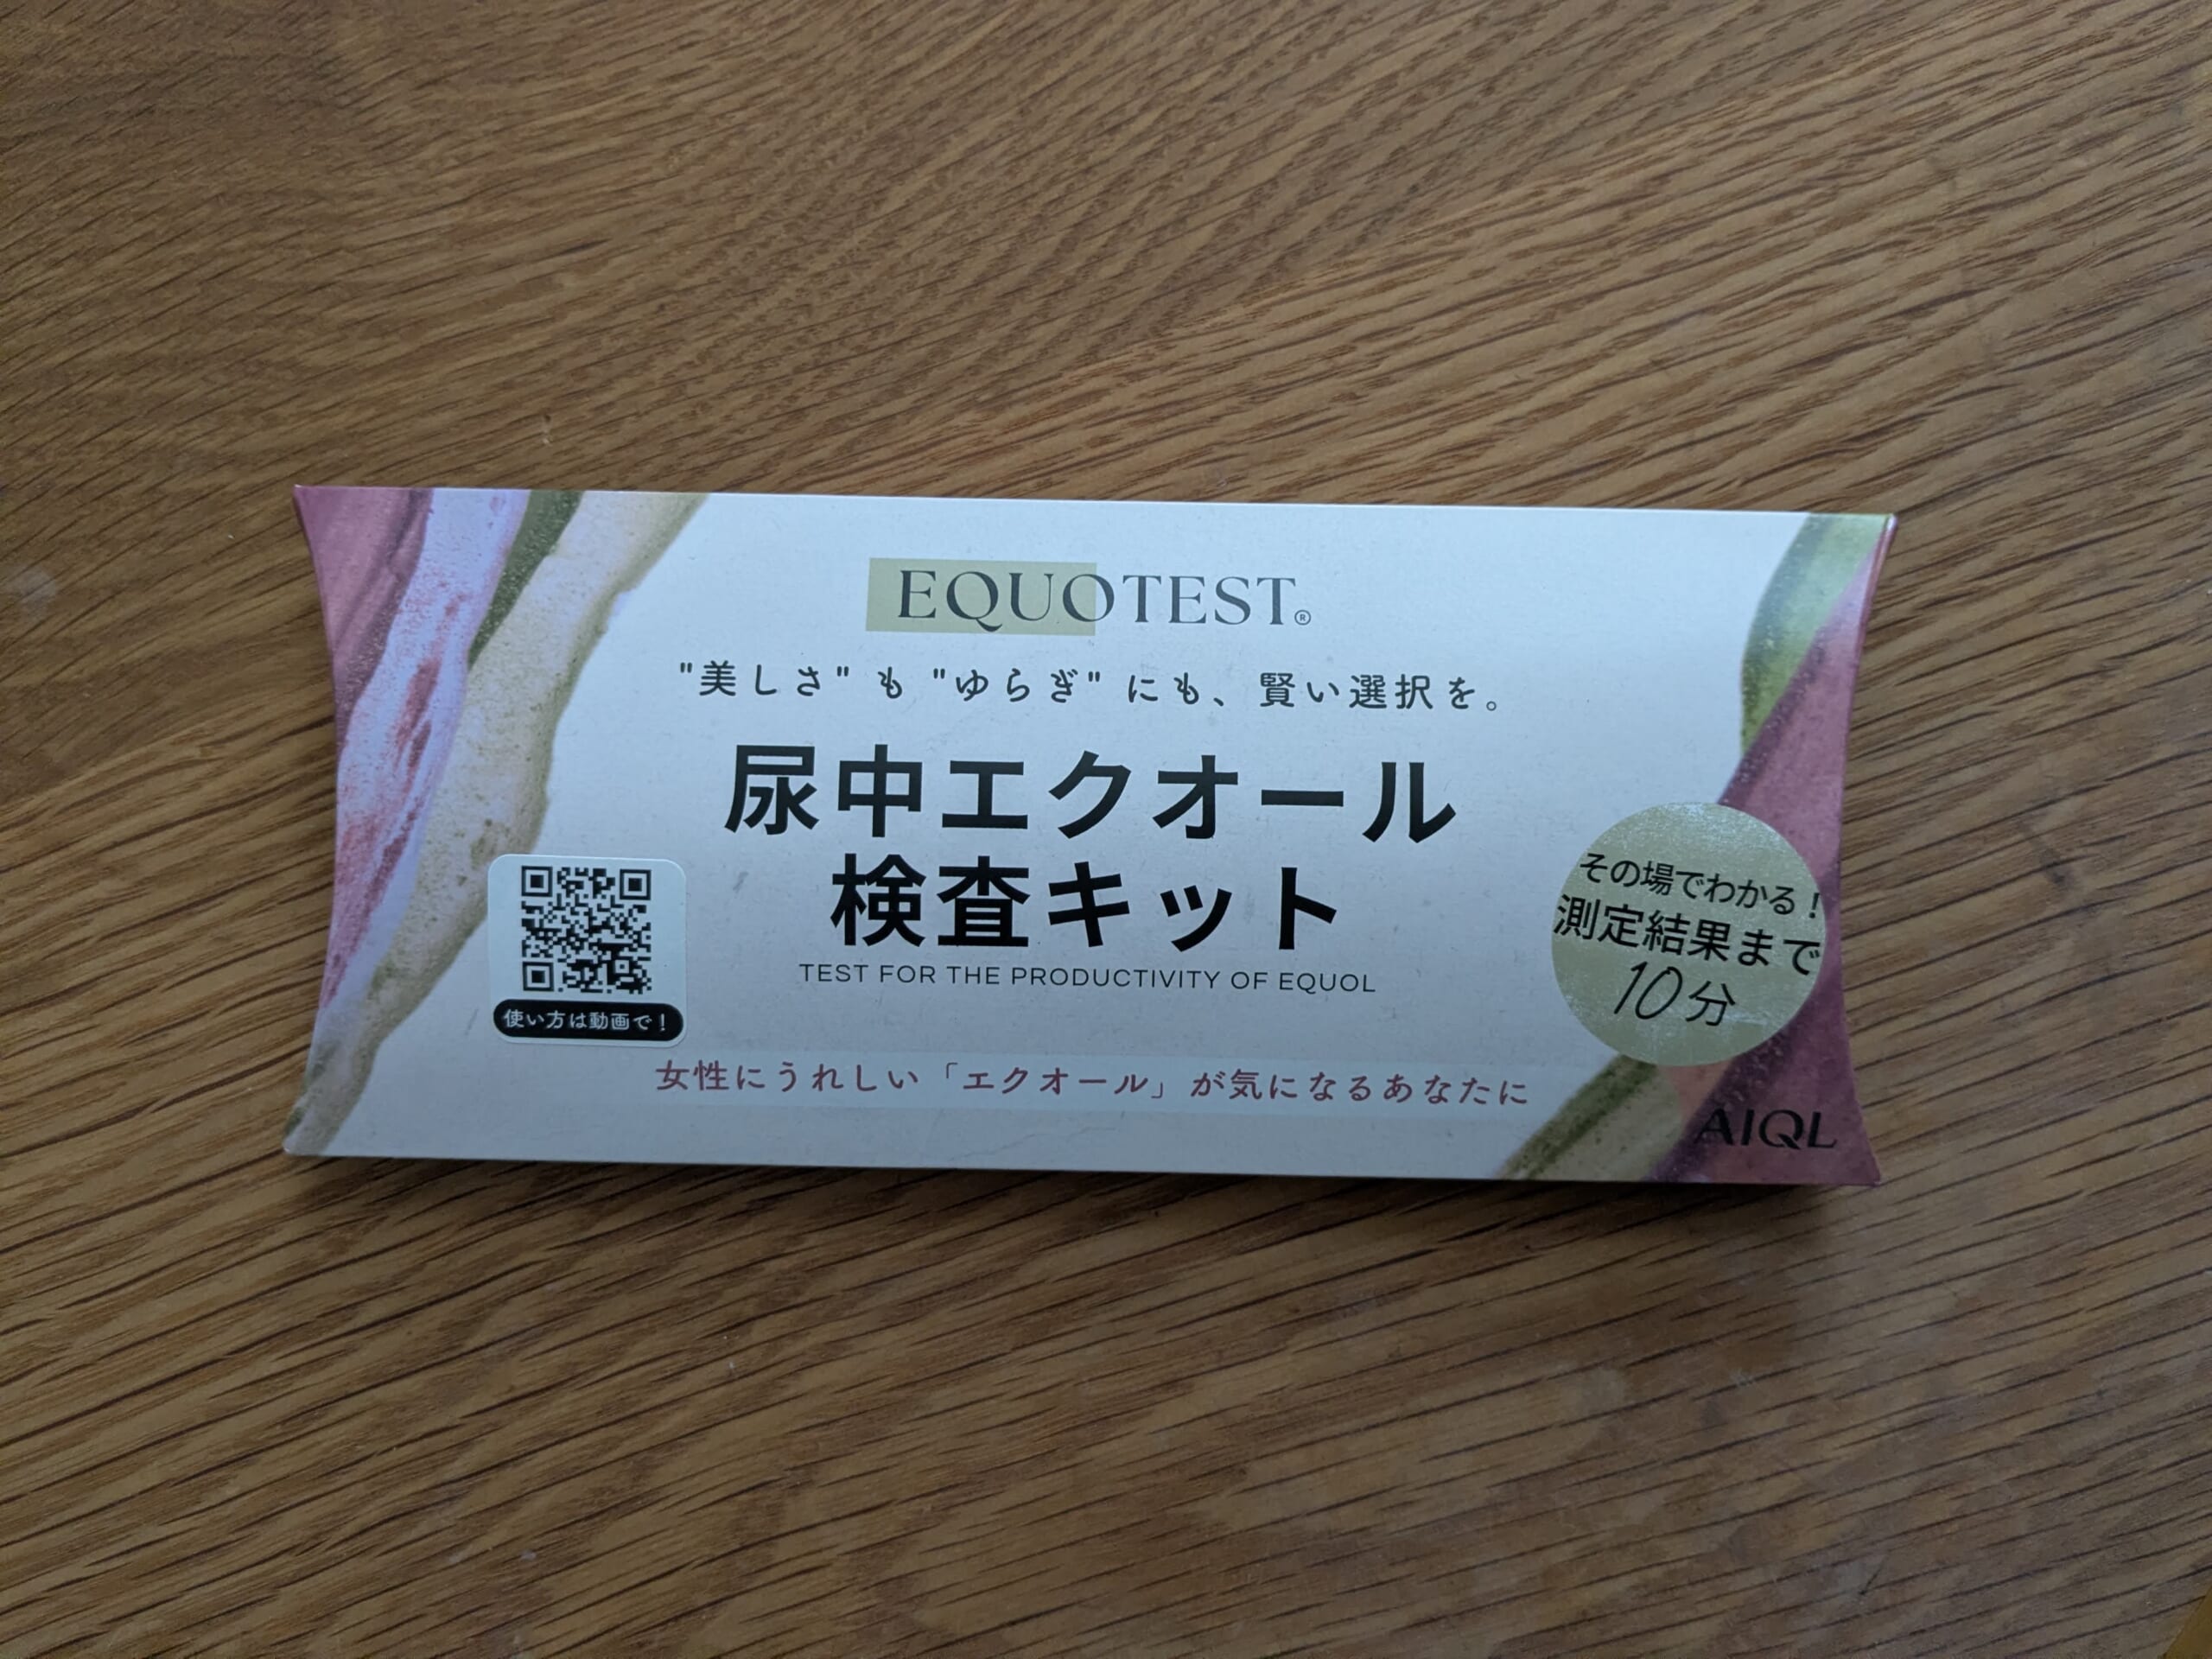 EQUOTEST®
"美しさ" も "ゆらぎ" にも、賢い選択を。
尿中エクオール
検査キット
TEST FOR THE PRODUCTIVITY OF EQUOL
使い方は動画で！
その場でわかる！
測定結果まで
10分
女性にうれしい「エクオール」が気になるあなたに
AIQL